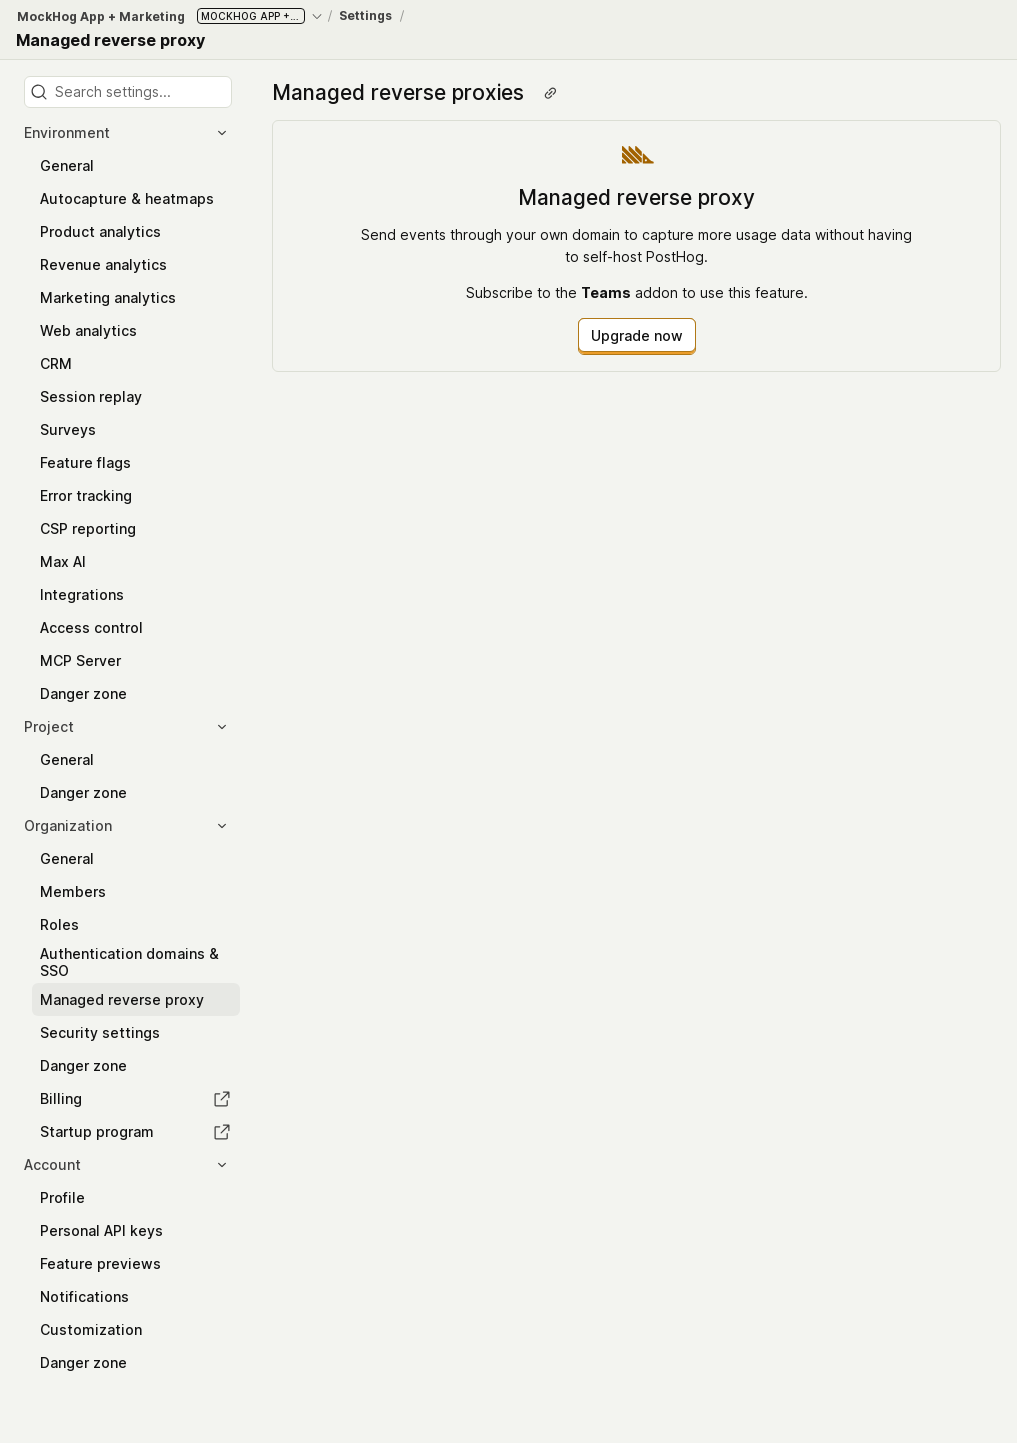 MockHog App + Marketing
MOCKHOG APP +...
/
Settings
/
Managed reverse proxy
Search settings...
Environment
General
Autocapture & heatmaps
Product analytics
Revenue analytics
Marketing analytics
Web analytics
CRM
Session replay
Surveys
Feature flags
Error tracking
CSP reporting
Max AI
Integrations
Access control
MCP Server
Danger zone
Project
General
Danger zone
Organization
General
Members
Roles
Authentication domains &
SSO
Managed reverse proxy
Security settings
Danger zone
Billing
Startup program
Account
Profile
Personal API keys
Feature previews
Notifications
Customization
Danger zone
Managed reverse proxies
Managed reverse proxy
Send events through your own domain to capture more usage data without having
to self-host PostHog.
Subscribe to the Teams addon to use this feature.
Upgrade now